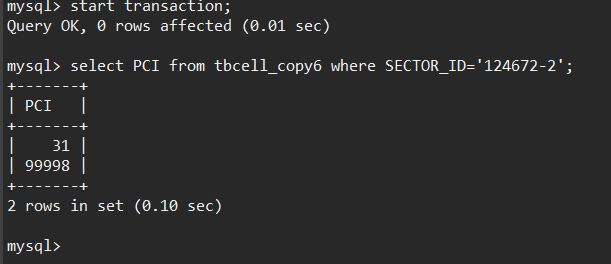 mysql> start transaction;
Query OK, 0 rows affected (0.01 sec)
mysql> select PCI from tbcell_copy6 where SECTOR_ID='124672-2';
+-------+
| PCI   |
+-------+
|    31 |
| 99998 |
+-------+
2 rows in set (0.10 sec)
mysql>